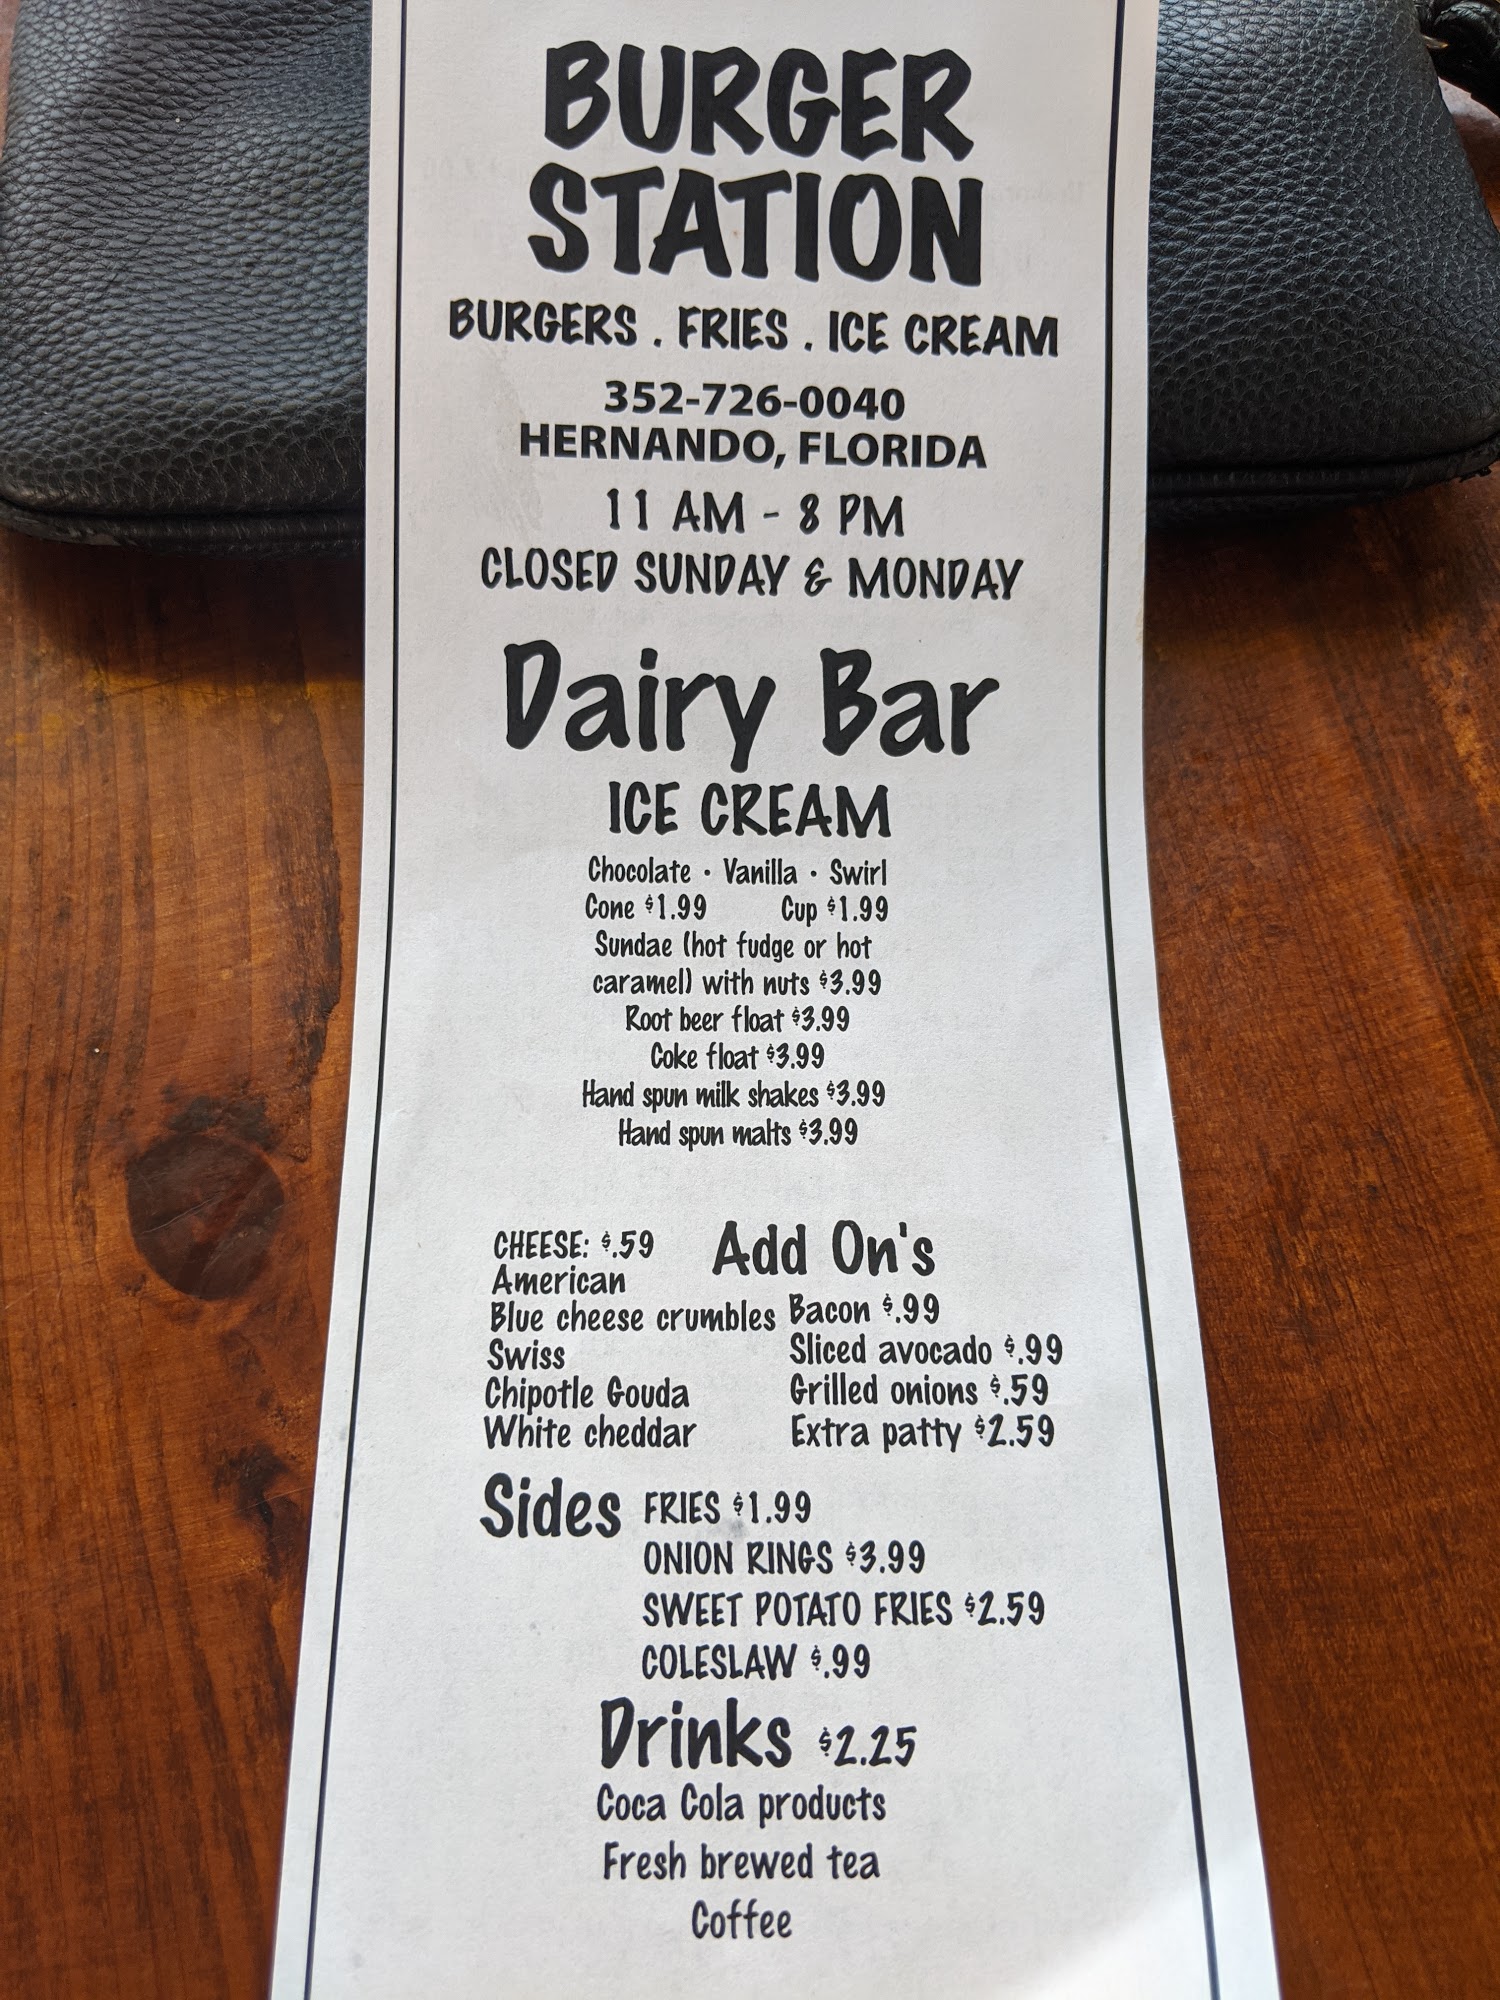 BURGER
STATION
BURGERS . FRIES . ICE CREAM
352-726-0040
HERNANDO, FLORIDA
11 AM - 8 PM
CLOSED SUNDAY & MONDAY
Dairy Bar
ICE CREAM
Chocolate • Vanilla • Swirl
Cone $1.99 Cup $1.99
Sundae (hot fudge or hot
caramel) with nuts $3.99
Root beer float $3.99
Coke float $3.99
Hand spun milk shakes $3.99
Hand spun malts $3.99
CHEESE: $.59
American
Blue cheese crumbles
Swiss
Chipotle Gouda
White cheddar
Add On's
Bacon $.99
Sliced avocado $.99
Grilled onions $.59
Extra patty $2.59
Sides FRIES $1.99
ONION RINGS $3.99
SWEET POTATO FRIES $2.59
COLESLAW $.99
Drinks $2.25
Coca Cola products
Fresh brewed tea
Coffee